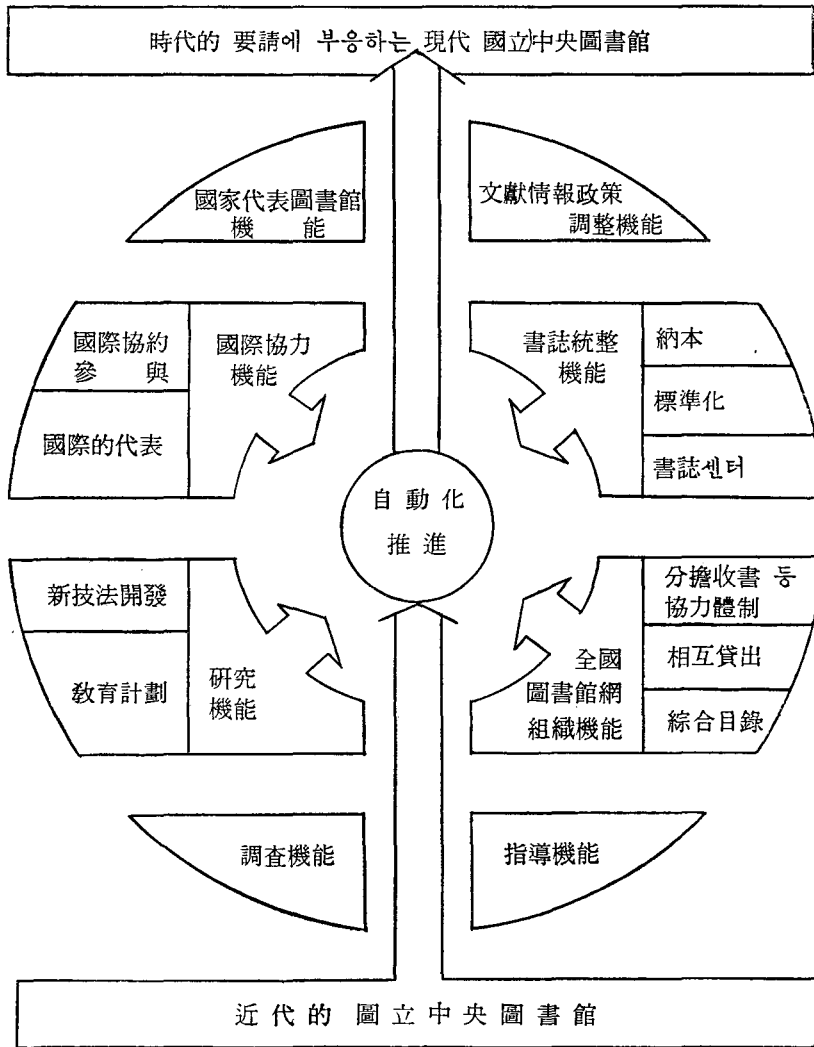 時代的 要請에 부응하는 現代 國立中央圖書館
國家代表圖書館
機 能
文獻情報政策
調整機能
國際協約
參 與
國際的代表
國際協力
機能
書誌統整
機能
納本
標準化
書誌센터
自動化
推進
新技法開發
敎育計劃
硏究
機能
全國
圖書館網
組織機能
分擔收書 등
協力體制
相互貸出
綜合目錄
調査機能
指導機能
近代的 圖立中央圖書館